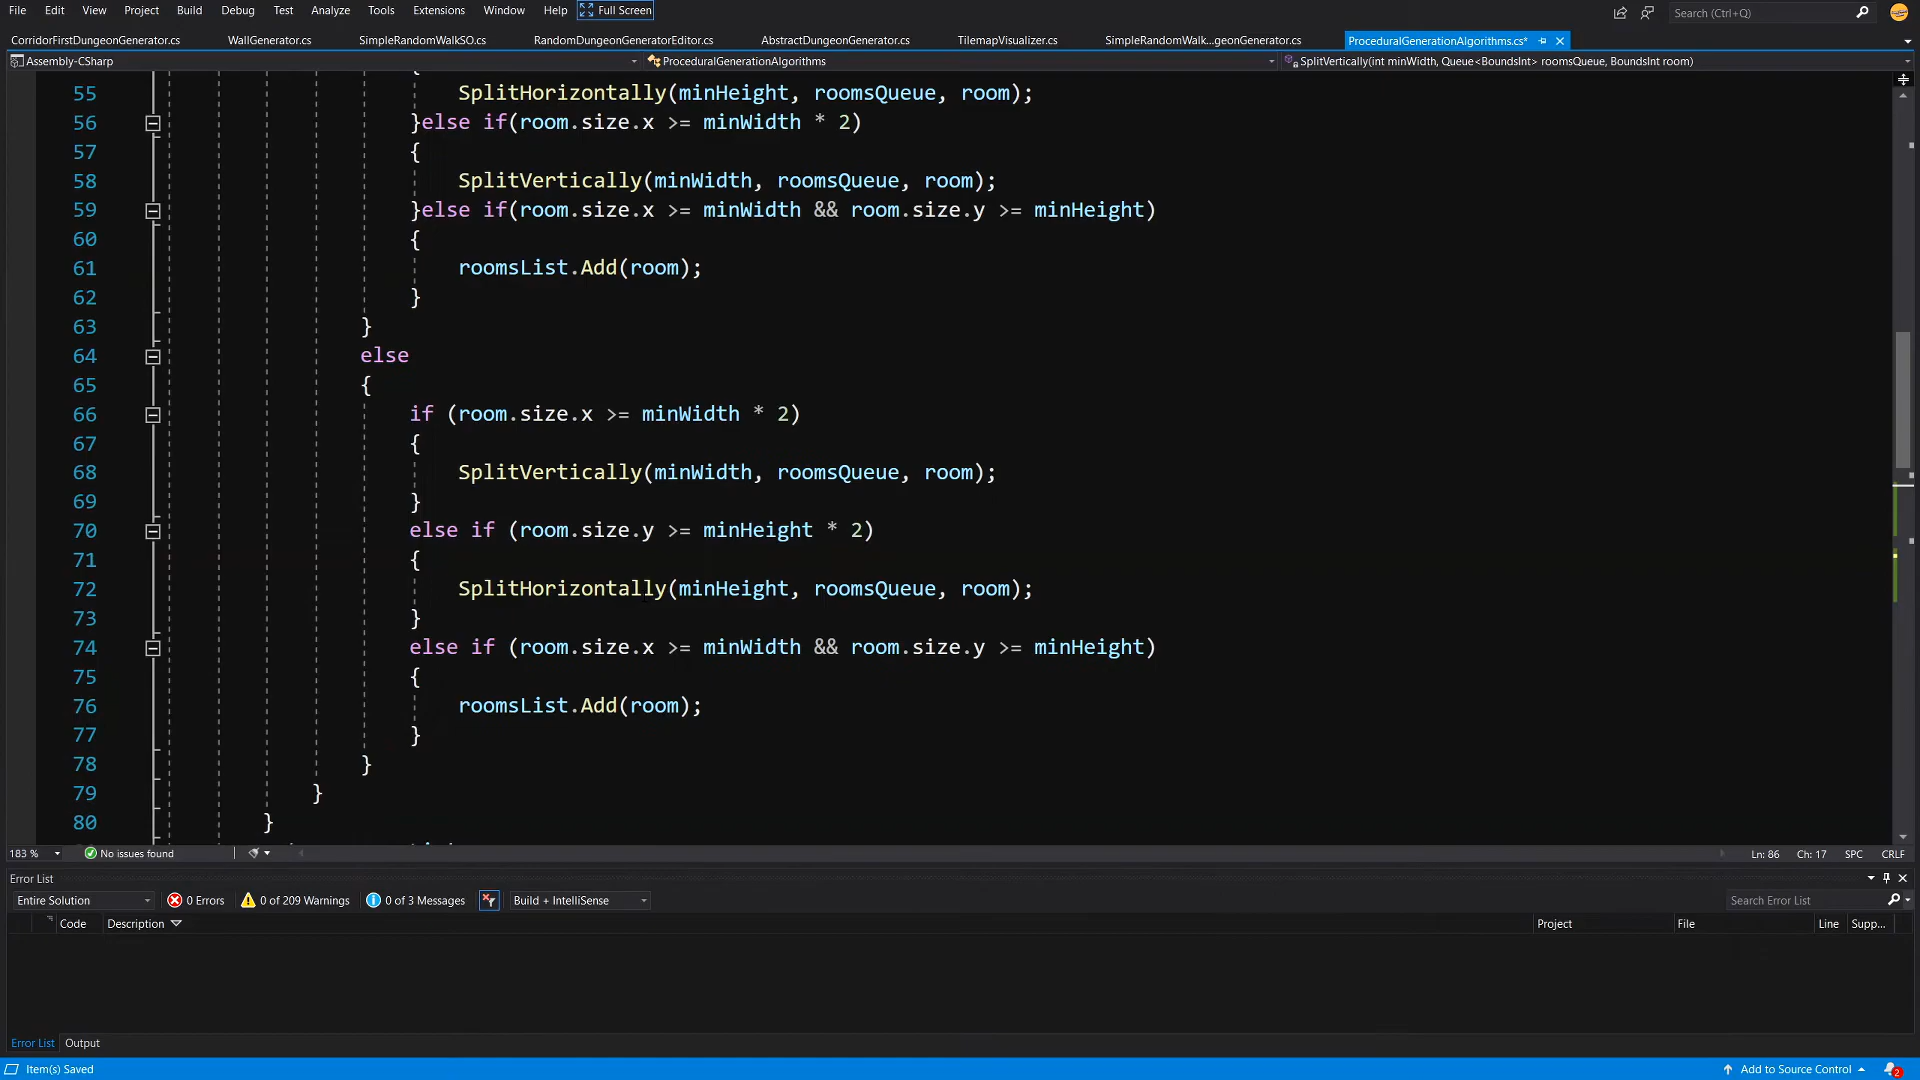 File Edit View Project Build Debug Test Analyze Tools Extensions Window Help Full Screen Search (Ctrl+Q)
CorridorFirstDungeonGenerator.cs WallGenerator.cs SimpleRandomWalkSO.cs RandomDungeonGeneratorEditor.cs AbstractDungeonGenerator.cs TilemapVisualizer.cs SimpleRandomWalk...geonGenerator.cs ProceduralGenerationAlgorithms.cs*
Assembly-CSharp ProceduralGenerationAlgorithms SplitVertically(int minWidth, Queue<BoundsInt> roomsQueue, BoundsInt room)
55 SplitHorizontally(minHeight, roomsQueue, room);
56 }else if(room.size.x >= minWidth * 2)
57 {
58 SplitVertically(minWidth, roomsQueue, room);
59 }else if(room.size.x >= minWidth && room.size.y >= minHeight)
60 {
61 roomsList.Add(room);
62 }
63 }
64 else
65 {
66 if (room.size.x >= minWidth * 2)
67 {
68 SplitVertically(minWidth, roomsQueue, room);
69 }
70 else if (room.size.y >= minHeight * 2)
71 {
72 SplitHorizontally(minHeight, roomsQueue, room);
73 }
74 else if (room.size.x >= minWidth && room.size.y >= minHeight)
75 {
76 roomsList.Add(room);
77 }
78 }
79 }
80 }
183 % No issues found Ln: 86 Ch: 17 SPC CRLF
Error List
Entire Solution 0 Errors 0 of 209 Warnings 0 of 3 Messages Build + IntelliSense Search Error List
Code Description Project File Line Supp...
Error List Output
Item(s) Saved Add to Source Control 2